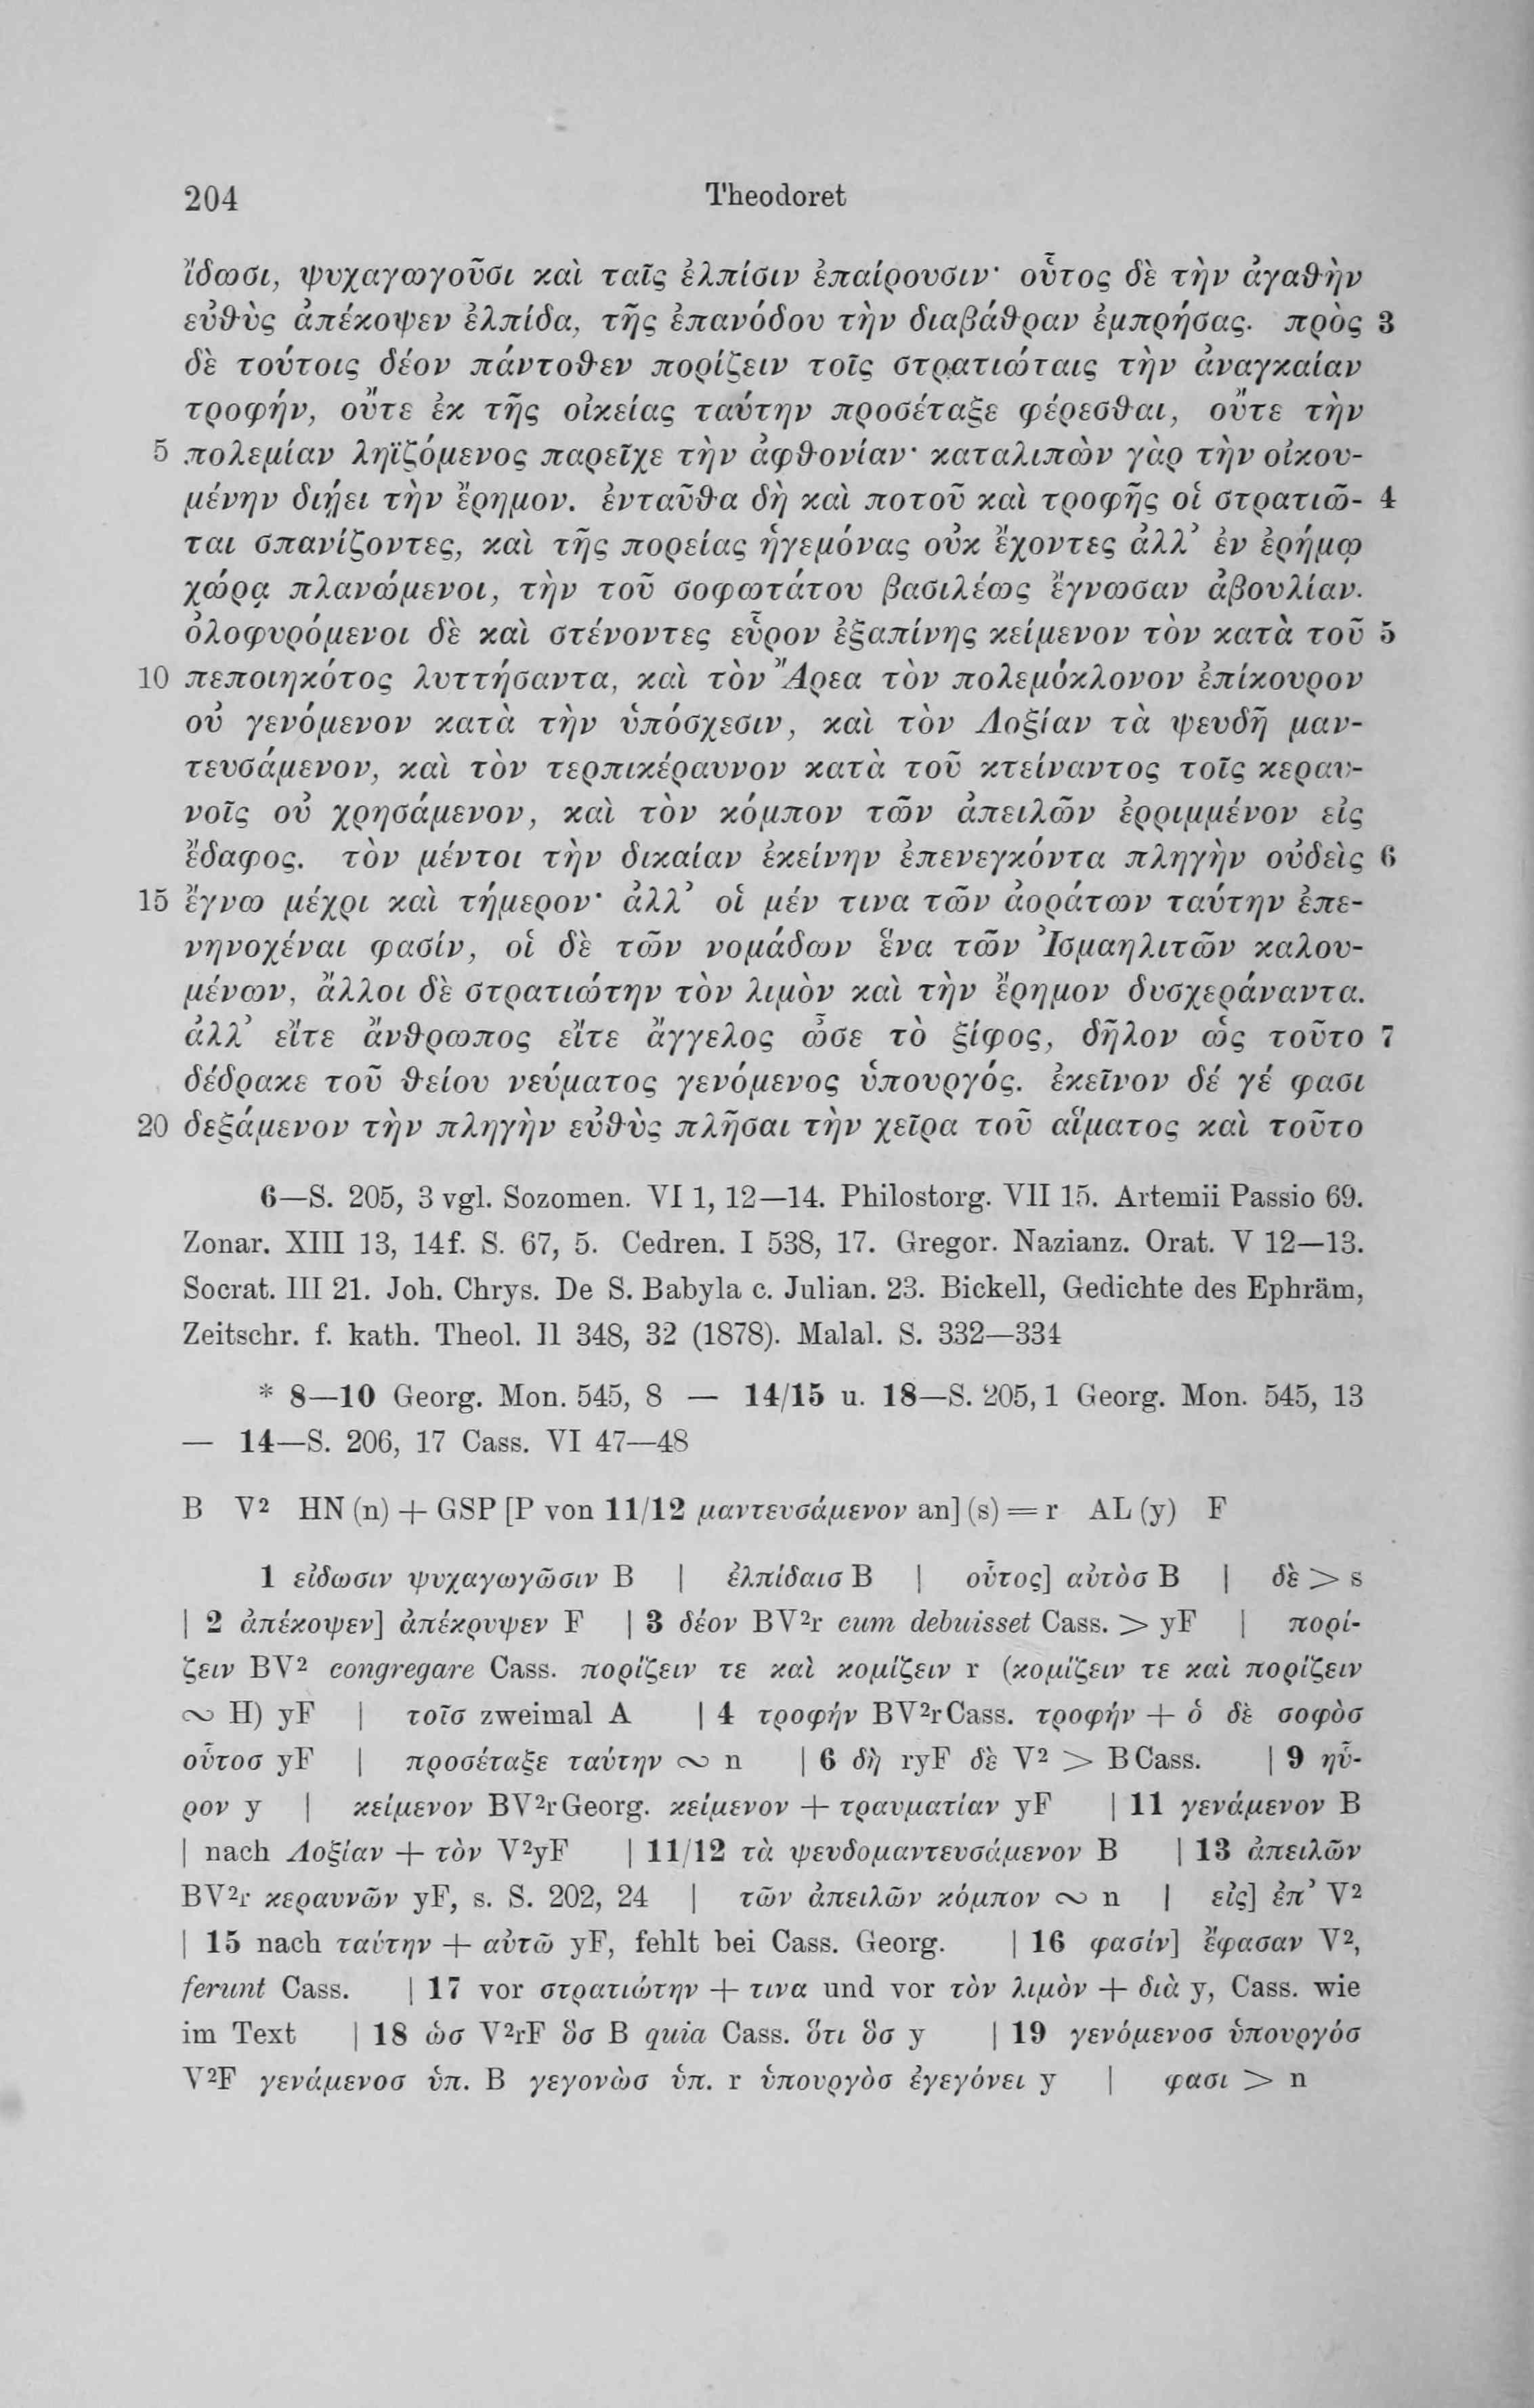 204 Theodoret
ἴδωσι, ψυχαγωγοῦσι καὶ ταῖς ἐλπίσιν ἐπαίρουσιν· οὗτος δὲ τὴν ἀγαθὴν
εὐθὺς ἀπέκοψεν ἐλπίδα, τῆς ἐπανόδου τὴν διαβάθραν ἐμπρήσας. πρὸς 3
δὲ τούτοις δέον πάντοθεν πορίζειν τοῖς στρατιώταις τὴν ἀναγκαίαν
τροφήν, οὔτε ἐκ τῆς οἰκείας ταύτην προσέταξε φέρεσθαι, οὔτε τὴν
5 πολεμίαν ληϊζόμενος παρεῖχε τὴν ἀφθονίαν· καταλιπὼν γὰρ τὴν οἰκου-
μένην διῄει τὴν ἔρημον. ἐνταῦθα δὴ καὶ ποτοῦ καὶ τροφῆς οἱ στρατιῶ- 4
ται σπανίζοντες, καὶ τῆς πορείας ἡγεμόνας οὐκ ἔχοντες ἀλλ’ ἐν ἐρήμῳ
χώρᾳ πλανώμενοι, τὴν τοῦ σοφωτάτου βασιλέως ἔγνωσαν ἀβουλίαν.
ὀλοφυρόμενοι δὲ καὶ στένοντες εὗρον ἐξαπίνης κείμενον τὸν κατὰ τοῦ 5
10 πεποιηκότος λυττήσαντα, καὶ τὸν Ἄρεα τὸν πολεμόκλονον ἐπίκουρον
οὐ γενόμενον κατὰ τὴν ὑπόσχεσιν, καὶ τὸν Λοξίαν τὰ ψευδῆ μαν-
τευσάμενον, καὶ τὸν τερπικέραυνον κατὰ τοῦ κτείναντος τοῖς κεραυ-
νοῖς οὐ χρησάμενον, καὶ τὸν κόμπον τῶν ἀπειλῶν ἐρριμμένον εἰς
ἔδαφος. τὸν μέντοι τὴν δικαίαν ἐκείνην ἐπενεγκόντα πληγὴν οὐδεὶς 6
15 ἔγνω μέχρι καὶ τήμερον· ἀλλ’ οἱ μέν τινα τῶν ἀοράτων ταύτην ἐπε-
νηνοχέναι φασίν, οἱ δὲ τῶν νομάδων ἕνα τῶν Ἰσμαηλιτῶν καλου-
μένων, ἄλλοι δὲ στρατιώτην τὸν λιμὸν καὶ τὴν ἔρημον δυσχεράναντα.
ἀλλ’ εἴτε ἄνθρωπος εἴτε ἄγγελος ὦσε τὸ ξίφος, δῆλον ὡς τοῦτο 7
δέδρακε τοῦ θείου νεύματος γενόμενος ὑπουργός. ἐκεῖνον δέ γέ φασι
20 δεξάμενον τὴν πληγὴν εὐθὺς πλῆσαι τὴν χεῖρα τοῦ αἵματος καὶ τοῦτο
6—S. 205, 3 vgl. Sozomen. VI 1, 12—14. Philostorg. VII 15. Artemii Passio 69.
Zonar. XIII 13, 14f. S. 67, 5. Cedren. I 538, 17. Gregor. Nazianz. Orat. V 12—13.
Socrat. III 21. Joh. Chrys. De S. Babyla c. Julian. 23. Bickell, Gedichte des Ephräm,
Zeitschr. f. kath. Theol. II 348, 32 (1878). Malal. S. 332—334
* 8—10 Georg. Mon. 545, 8 — 14/15 u. 18—S. 205, 1 Georg. Mon. 545, 13
— 14—S. 206, 17 Cass. VI 47—48
B V² HN (n) + GSP [P von 11/12 μαντευσάμενον an] (s) = r AL (y) F
1 εἰδωσιν ψυχαγωγῶσιν B | ἐλπίδαισ B | οὗτος] αὐτὸσ B | δὲ > s
| 2 ἀπέκοψεν] ἀπέκρυψεν F | 3 δέον BV²r cum debuisset Cass. > yF | πορί-
ζειν BV² congregare Cass. πορίζειν τε καὶ κομίζειν r (κομίζειν τε καὶ πορίζειν
∾ H) yF | τοῖσ zweimal A | 4 τροφήν BV²rCass. τροφήν + ὁ δὲ σοφὸσ
οὗτοσ yF | προσέταξε ταύτην ∾ n | 6 δὴ ryF δὲ V² > BCass. | 9 ηὗ-
ρον y | κείμενον BV²rGeorg. κείμενον + τραυματίαν yF | 11 γενάμενον B
| nach Λοξίαν + τὸν V²yF | 11/12 τὰ ψευδομαντευσάμενον B | 13 ἀπειλῶν
BV²r κεραυνῶν yF, s. S. 202, 24 | τῶν ἀπειλῶν κόμπον ∾ n | εἰς] ἐπ’ V²
| 15 nach ταύτην + αὐτῶ yF, fehlt bei Cass. Georg. | 16 φασίν] ἔφασαν V²,
ferunt Cass. | 17 vor στρατιώτην + τινα und vor τὸν λιμὸν + διὰ y, Cass. wie
im Text | 18 ὡσ V²rF ὃσ B quia Cass. ὅτι ὃσ y | 19 γενόμενοσ ὑπουργόσ
V²F γενάμενοσ ὑπ. B γεγονὼσ ὑπ. r ὑπουργὸσ ἐγεγόνει y | φασι > n